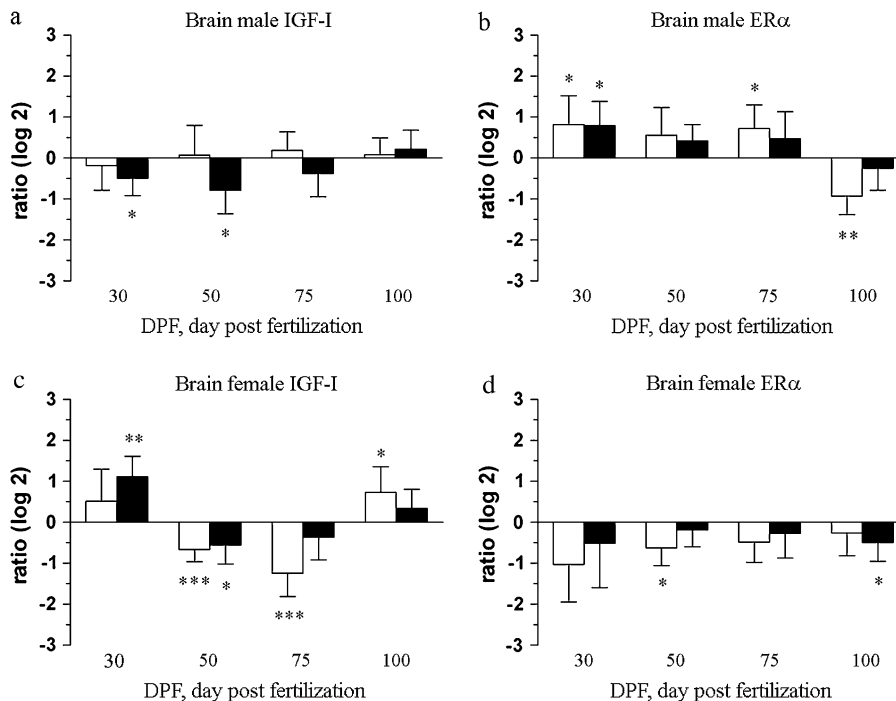 a
Brain male IGF-I
3
2
1
0
-1
-2
-3
ratio (log 2)
*
*
30 50 75 100
DPF, day post fertilization
b
Brain male ERα
3
2
1
0
-1
-2
-3
ratio (log 2)
* * *
**
30 50 75 100
DPF, day post fertilization
c
Brain female IGF-I
3
2
1
0
-1
-2
-3
ratio (log 2)
** *
*** * ***
30 50 75 100
DPF, day post fertilization
d
Brain female ERα
3
2
1
0
-1
-2
-3
ratio (log 2)
* *
30 50 75 100
DPF, day post fertilization